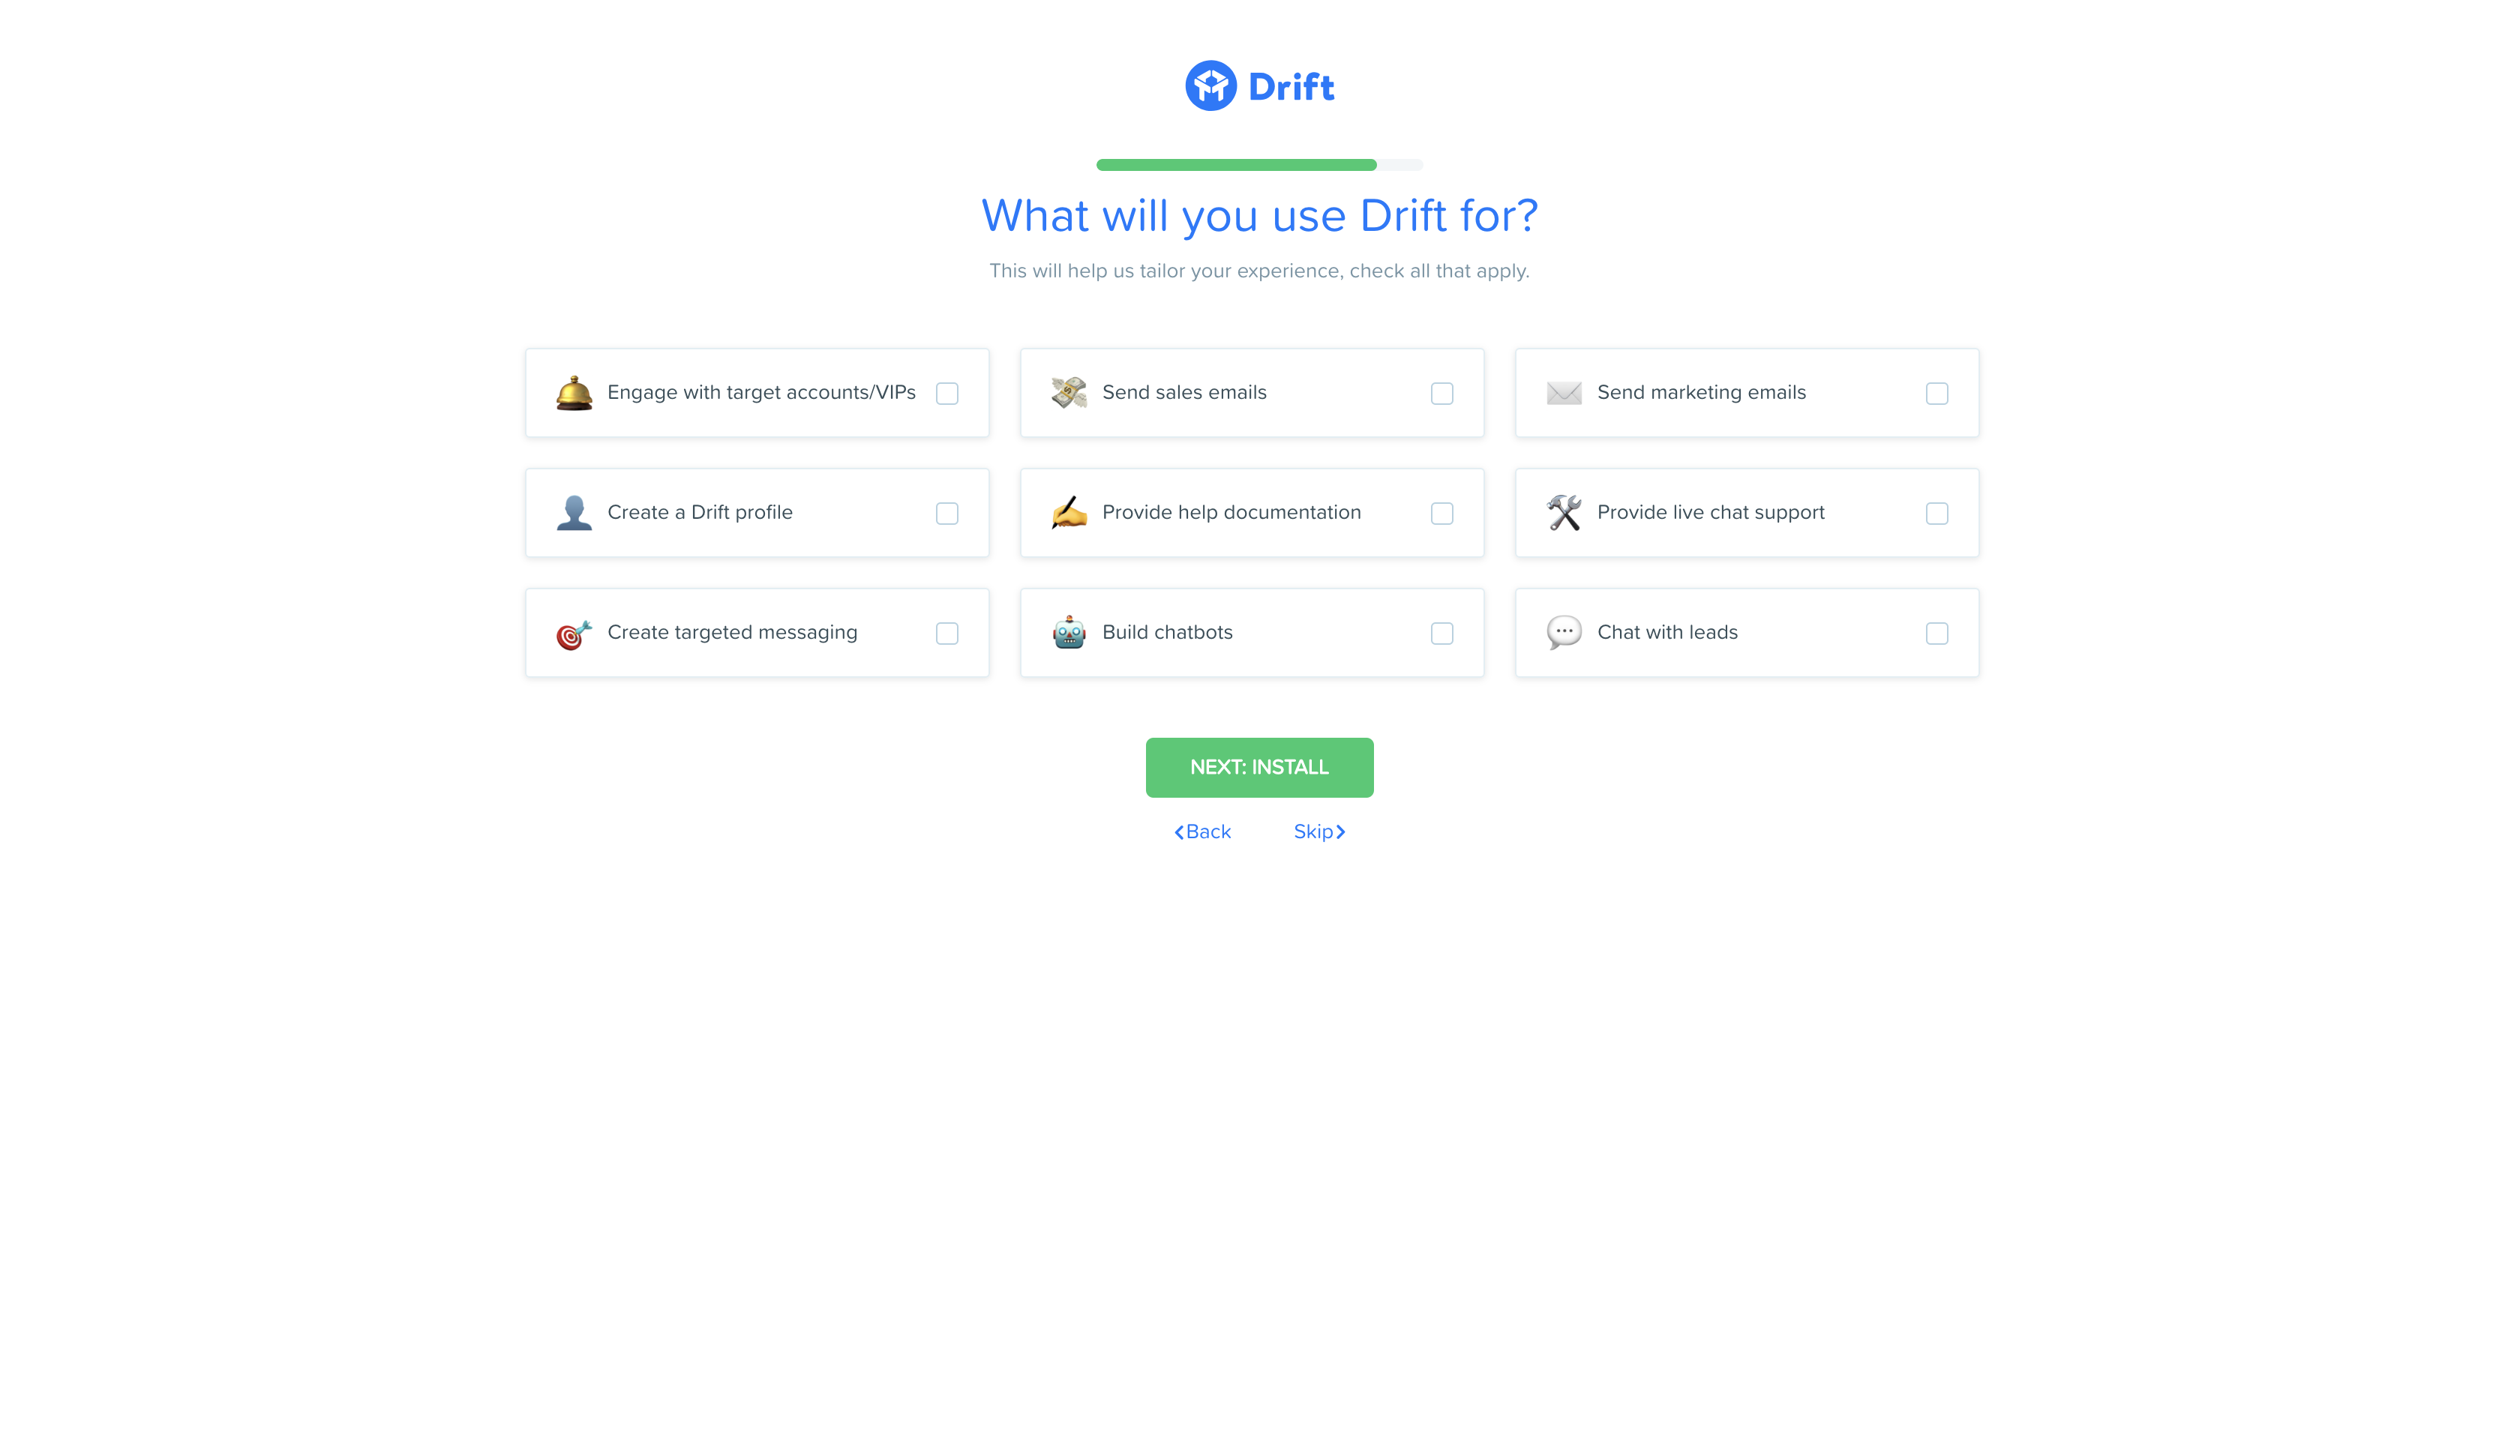 Drift
What will you use Drift for?
This will help us tailor your experience, check all that apply.
Engage with target accounts/VIPs
Send sales emails
Send marketing emails
Create a Drift profile
Provide help documentation
Provide live chat support
Create targeted messaging
Build chatbots
Chat with leads
NEXT: INSTALL
Back
Skip